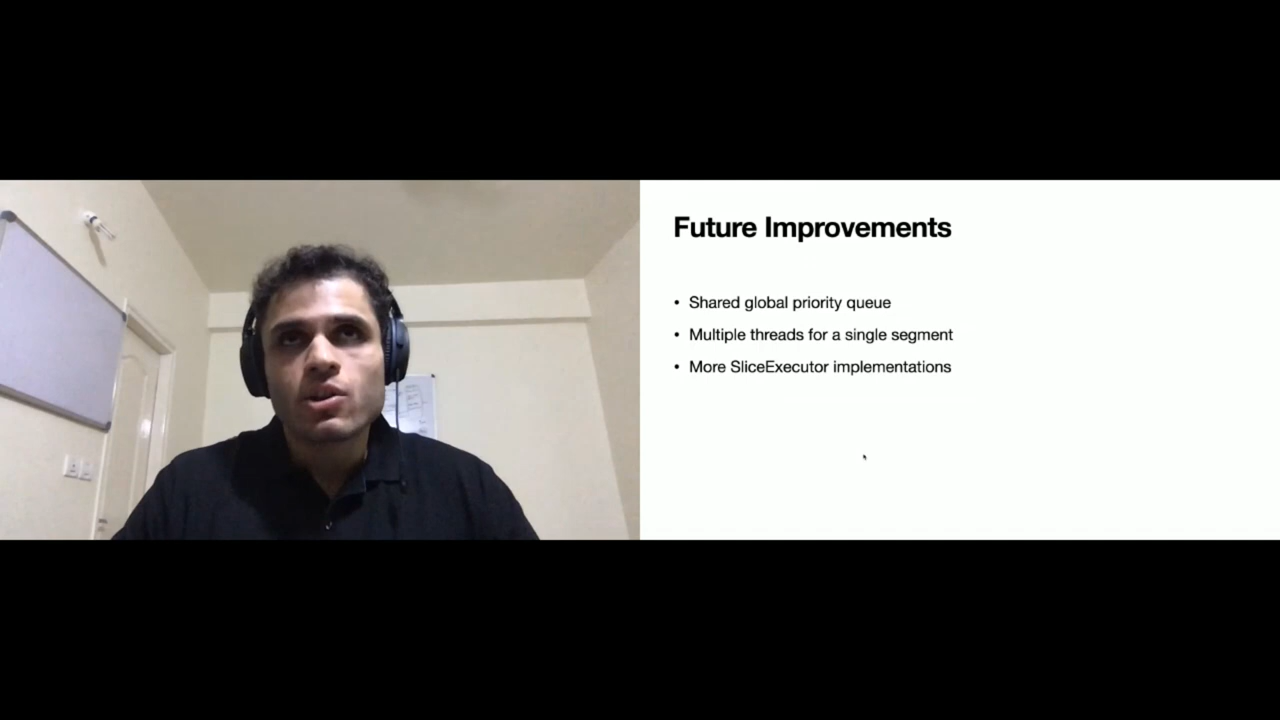 Future Improvements
• Shared global priority queue
• Multiple threads for a single segment
• More SliceExecutor implementations